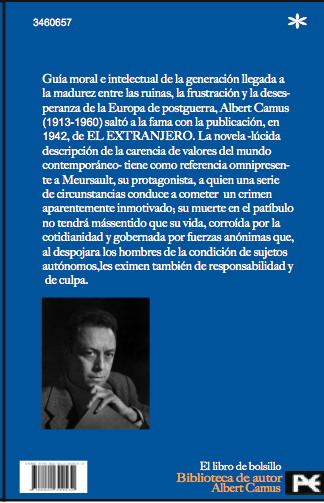 3460657
Guía moral e intelectual de la generación llegada a
la madurez entre las ruinas, la frustración y la deses-
peranza de la Europa de postguerra, Albert Camus
(1913-1960) saltó a la fama con la publicación, en
1942, de EL EXTRANJERO. La novela -lúcida
descripción de la carencia de valores del mundo
contemporáneo- tiene como referencia omnipresen-
te a Meursault, su protagonista, a quien una serie
de circunstancias conduce a cometer un crimen
aparentemente inmotivado; su muerte en el patíbulo
no tendrá mássentido que su vida, corroída por la
cotidianidad y gobernada por fuerzas anónimas que,
al despojara los hombres de la condición de sujetos
autónomos,les eximen también de responsabilidad y
de culpa.
El libro de bolsillo
Biblioteca de autor
Albert Camus